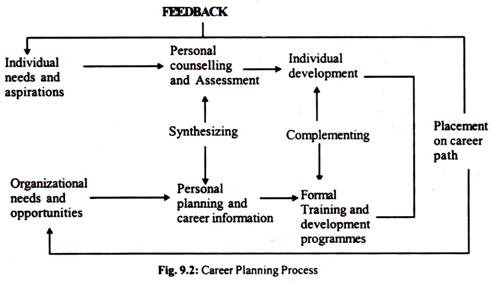 FEEDBACK
Individual
needs and
aspirations
Personal
counselling
and Assessment
Individual
development
Synthesizing
Complementing
Placement
on career
path
Organizational
needs and
opportunities
Personal
planning and
career information
Formal
Training and
development
programmes
Fig. 9.2: Career Planning Process